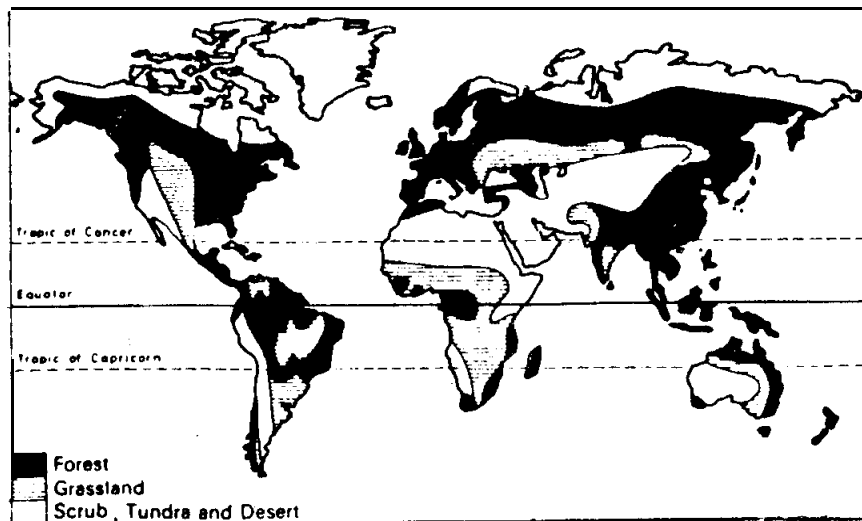 Tropic of Cancer
Equator
Tropic of Capricorn
Forest
Grassland
Scrub, Tundra and Desert